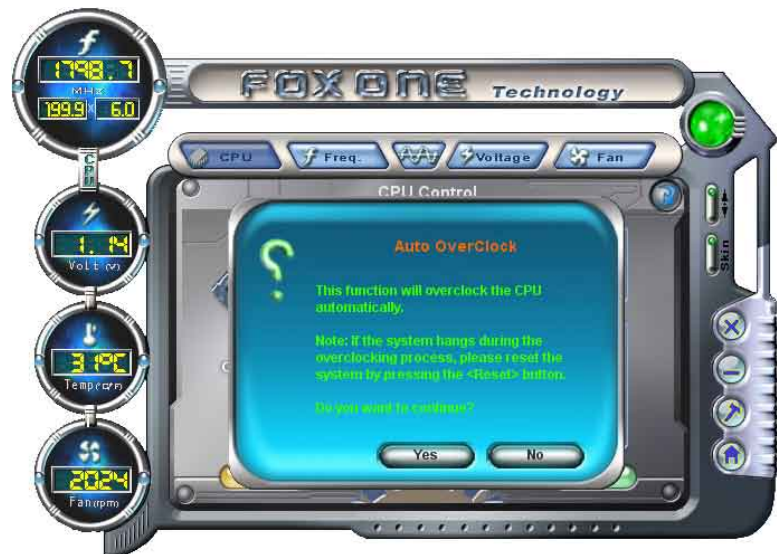 1798.7
MHz
199.9 x 6.0
CPU
1.14
Volt (V)
31°C
Temp (C/F)
2024
Fan (rpm)
FOX ONE Technology
CPU
Freq.
Voltage
Fan
CPU Control
Skin
Auto OverClock
This function will overclock the CPU
automatically.
Note: If the system hangs during the
overclocking process, please reset the
system by pressing the <Reset> button.
Do you want to continue?
Yes
No